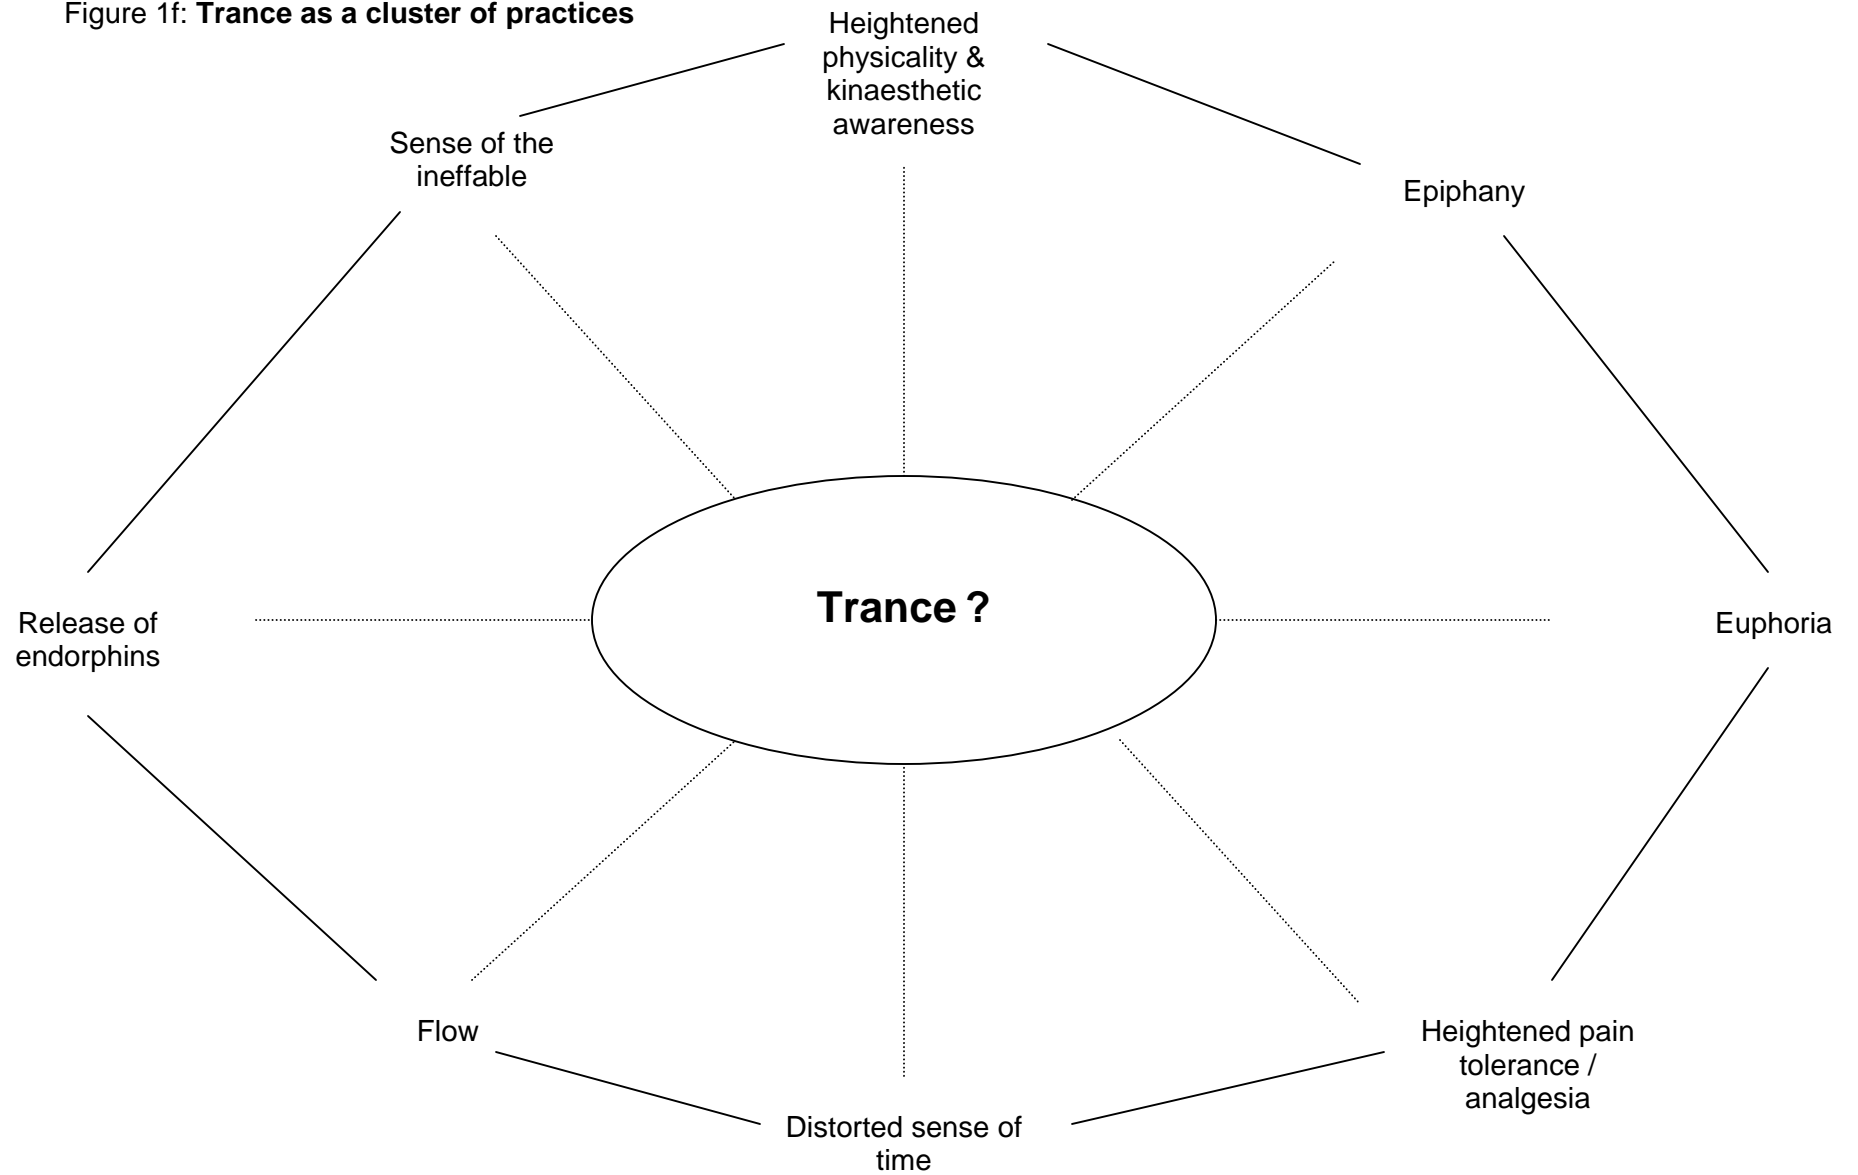 Figure 1f: Trance as a cluster of practices
Heightened
physicality &
kinaesthetic
awareness
Sense of the
ineffable
Epiphany
Trance ?
Release of
endorphins
Euphoria
Flow
Heightened pain
tolerance /
analgesia
Distorted sense of
time